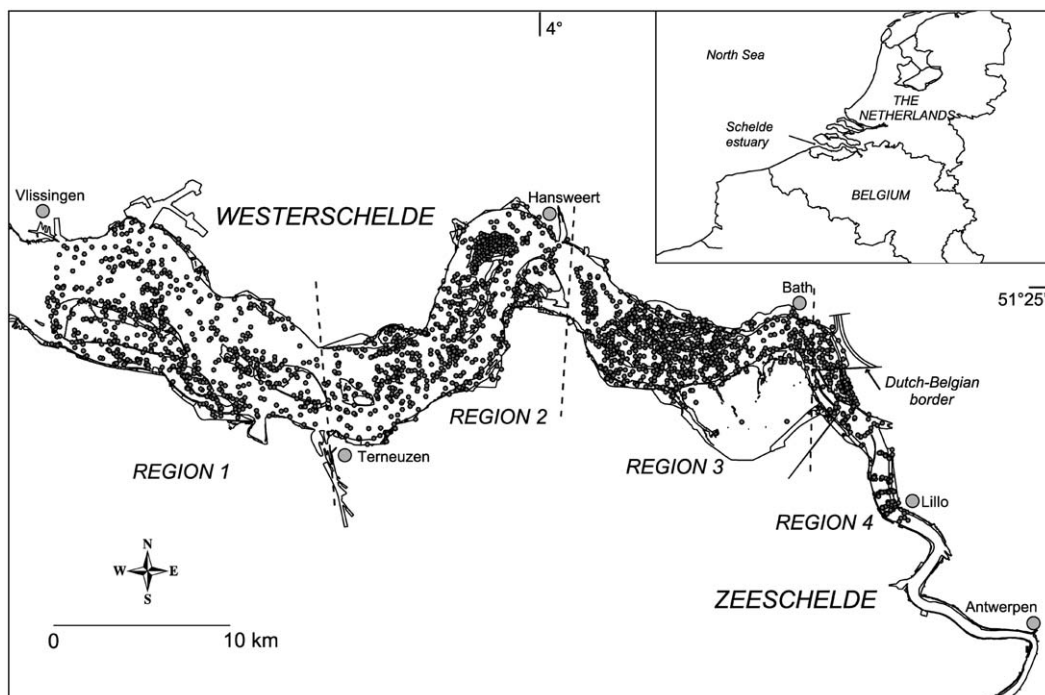 4°
North Sea
THE
NETHERLANDS
Schelde
estuary
BELGIUM
Vlissingen
WESTERSCHELDE
Hansweert
51°25'
Bath
Dutch-Belgian
border
REGION 2
Terneuzen
REGION 1
REGION 3
Lillo
REGION 4
N
W
E
S
ZEESCHELDE
Antwerpen
0
10 km